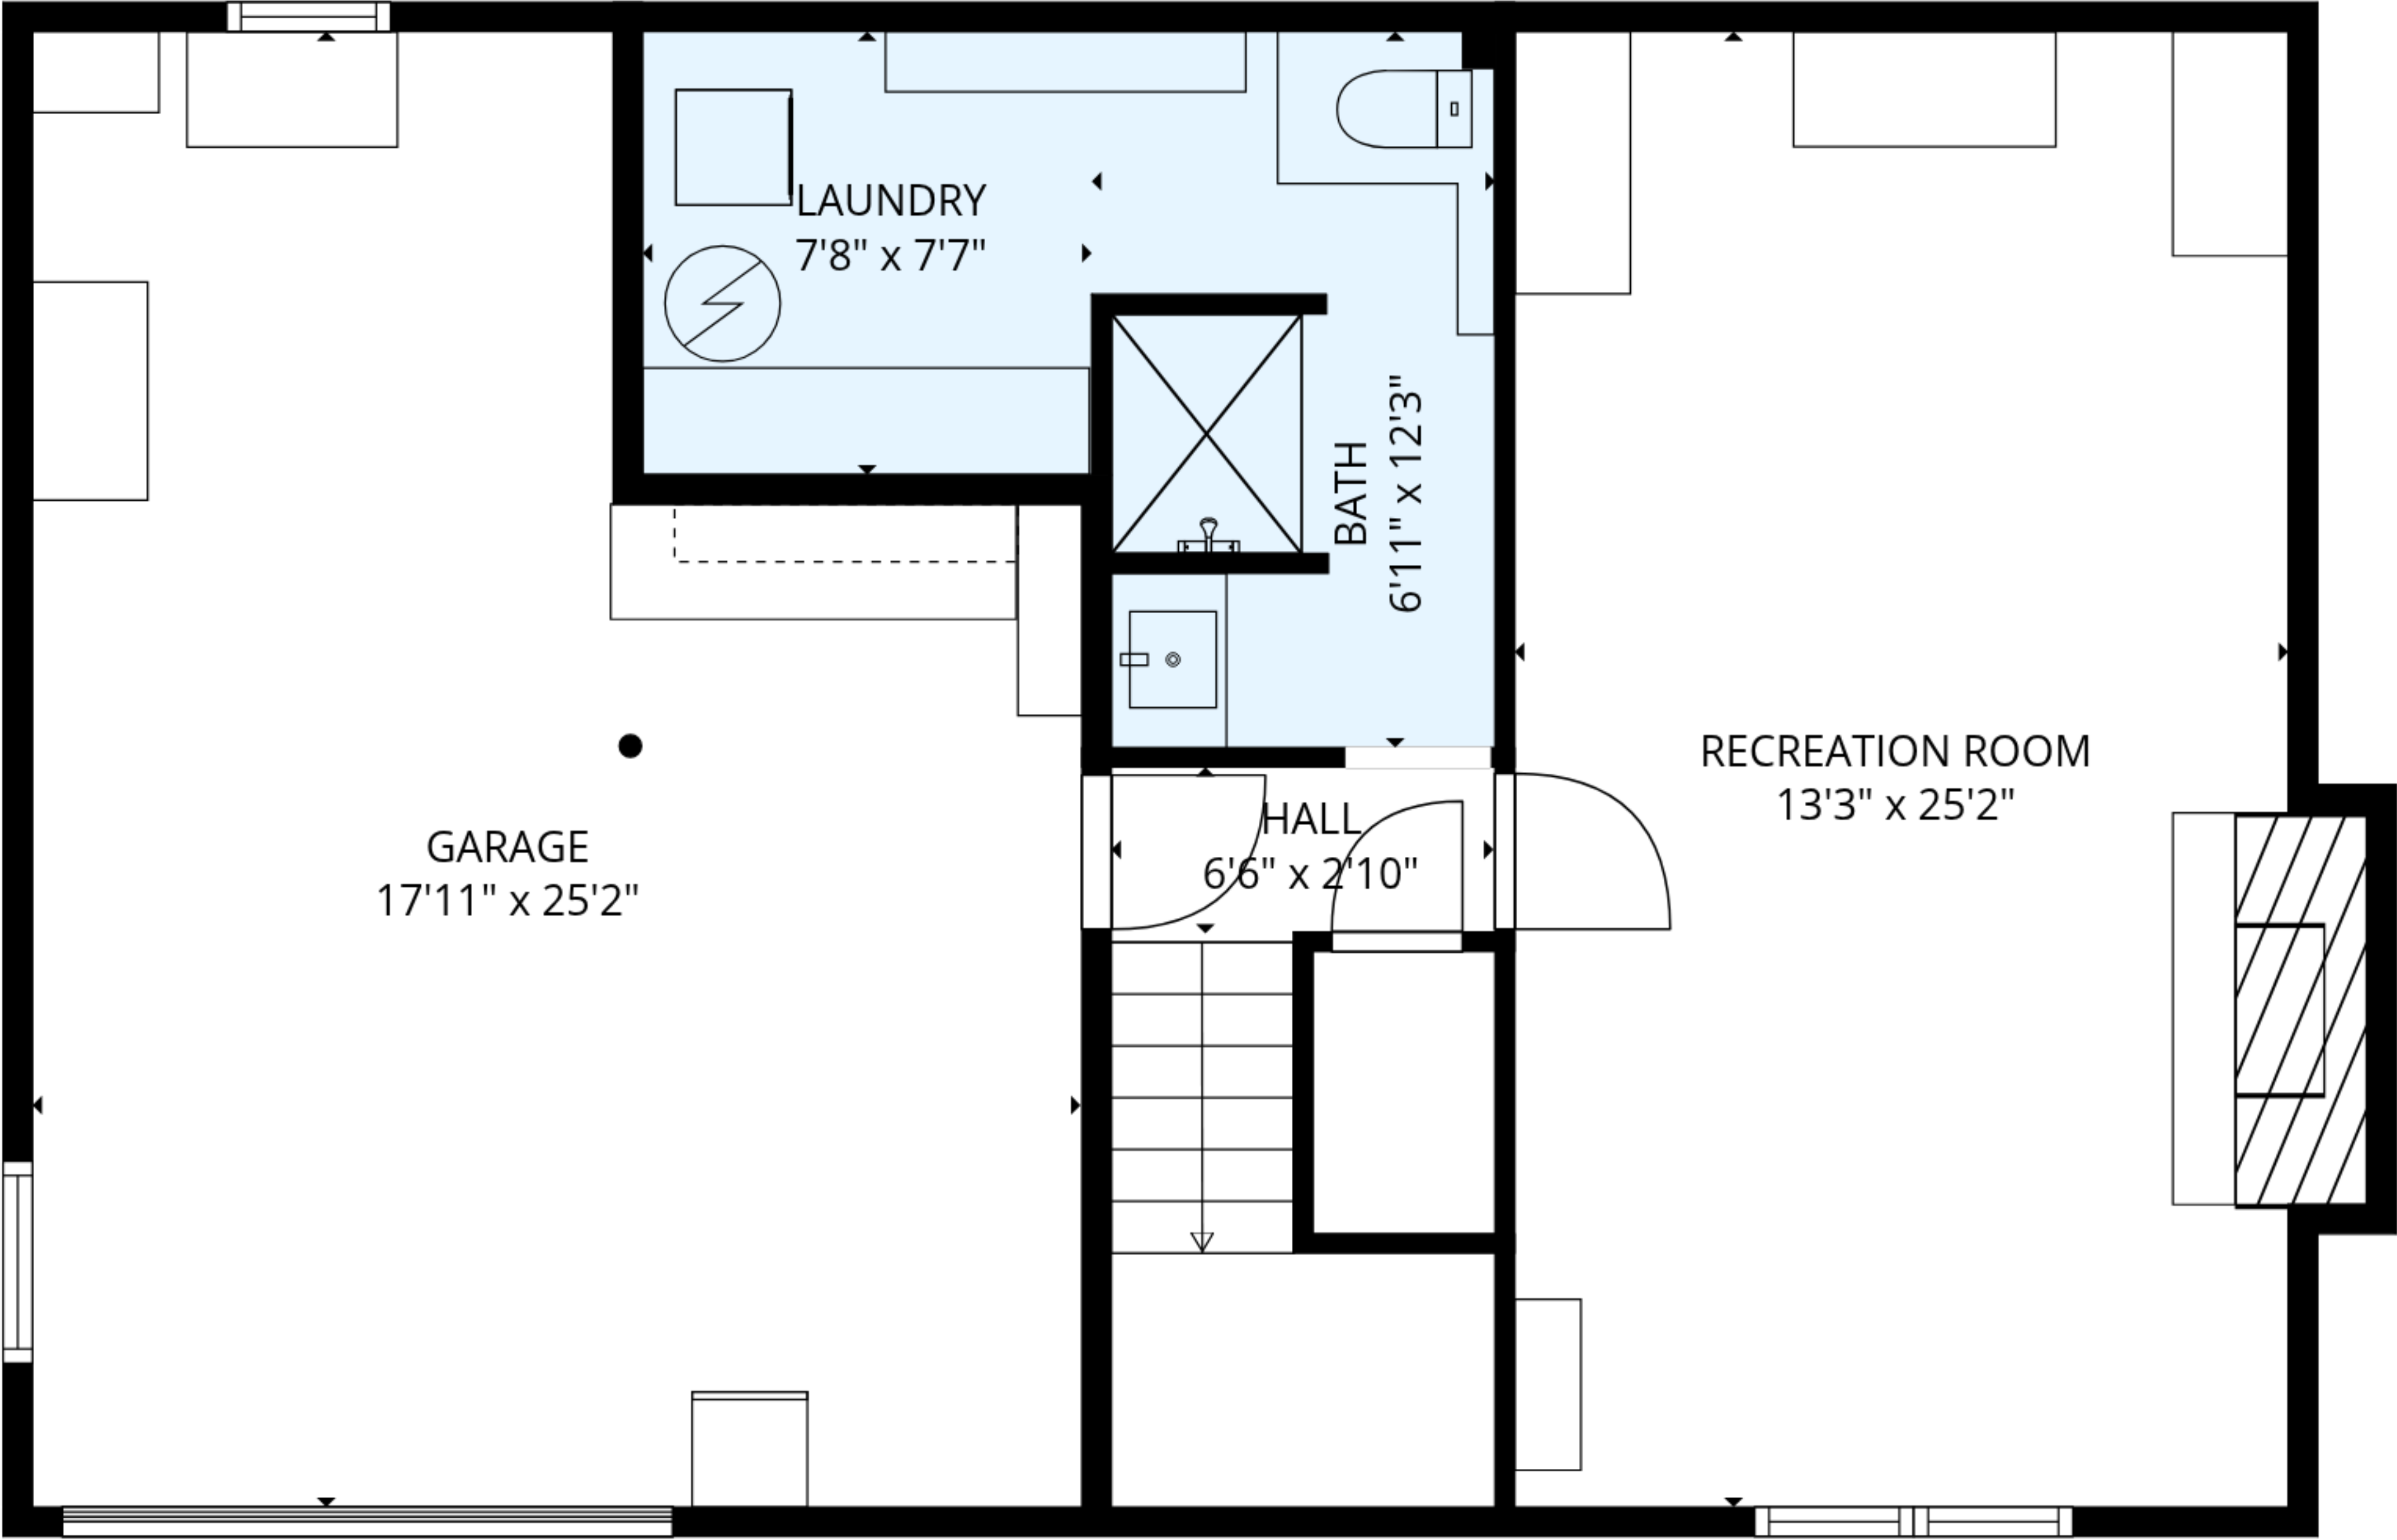 LAUNDRY
7'8" x 7'7"
BATH
6'11" x 12'3"
RECREATION ROOM
13'3" x 25'2"
HALL
6'6" x 2'10"
GARAGE
17'11" x 25'2"